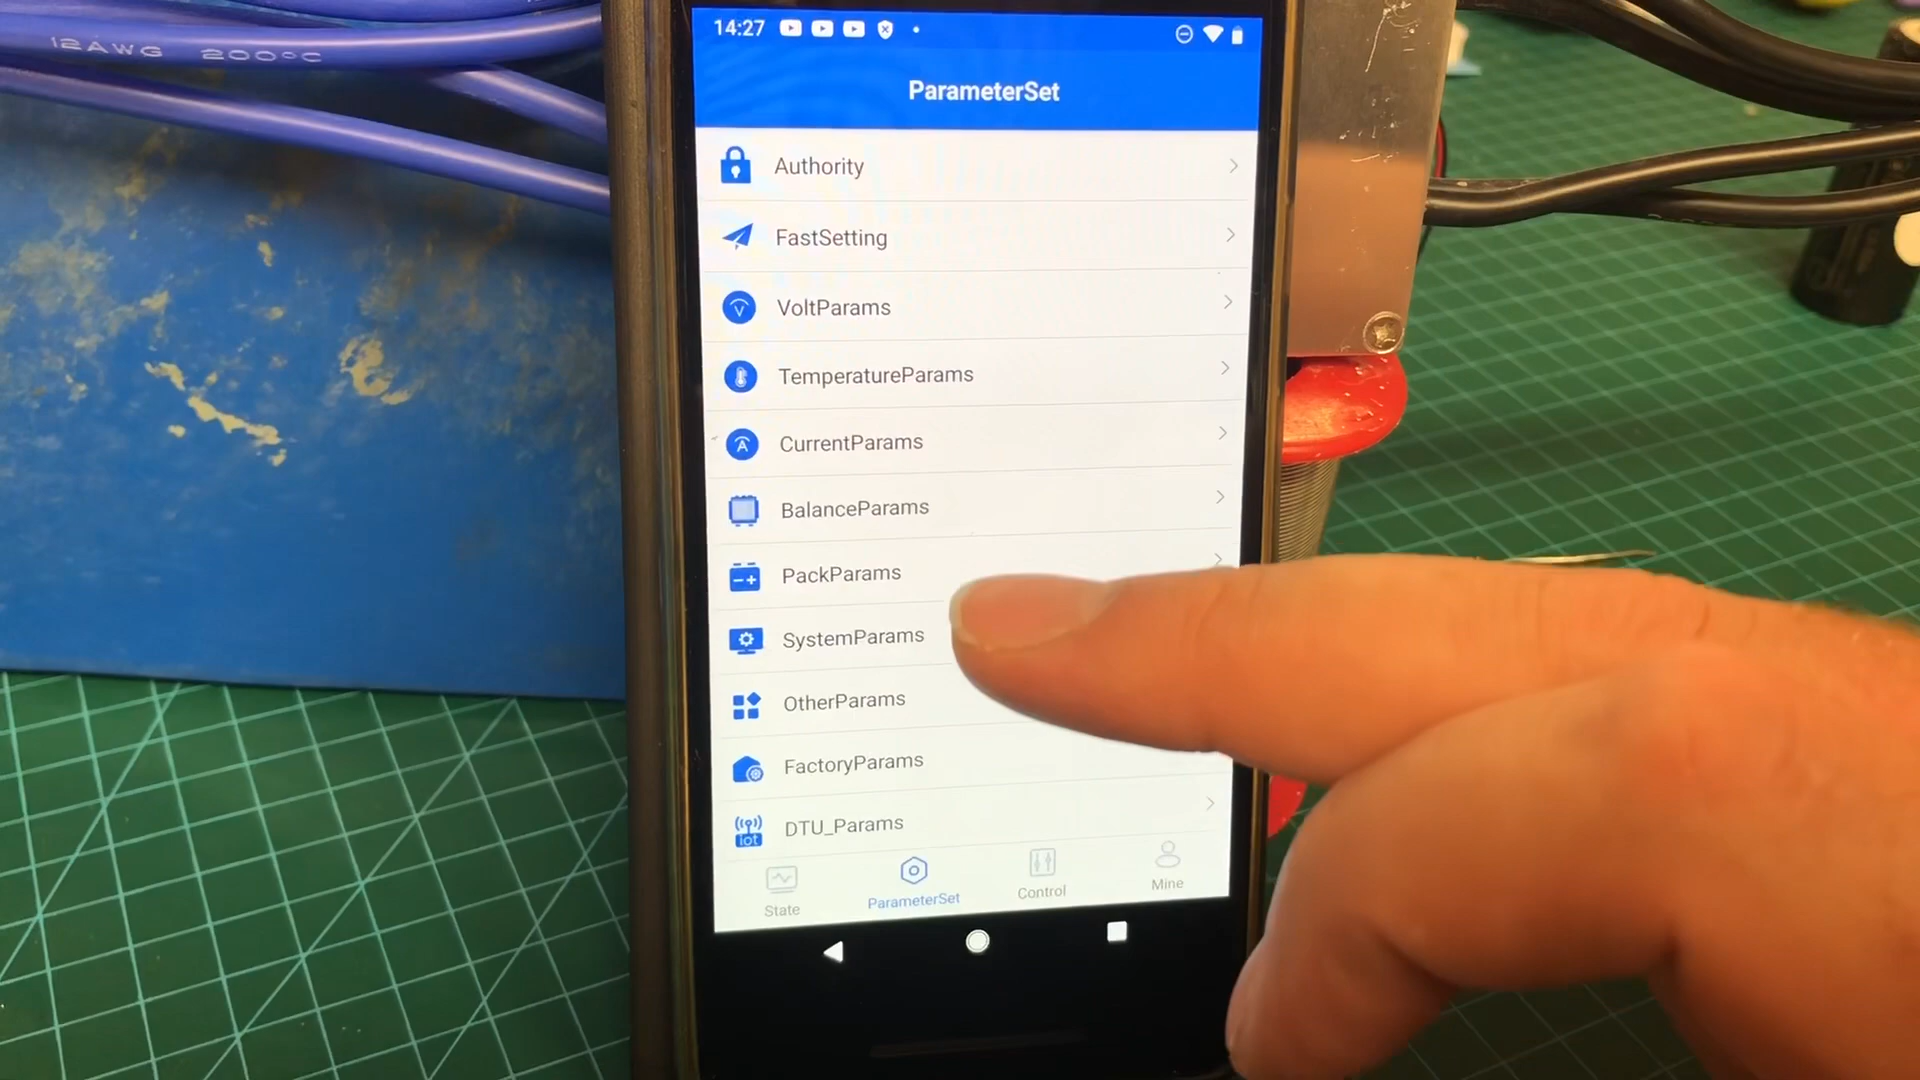 12AWG 200°C
14:27
ParameterSet
Authority
FastSetting
VoltParams
TemperatureParams
CurrentParams
BalanceParams
PackParams
SystemParams
OtherParams
FactoryParams
DTU_Params
State
ParameterSet
Control
Mine